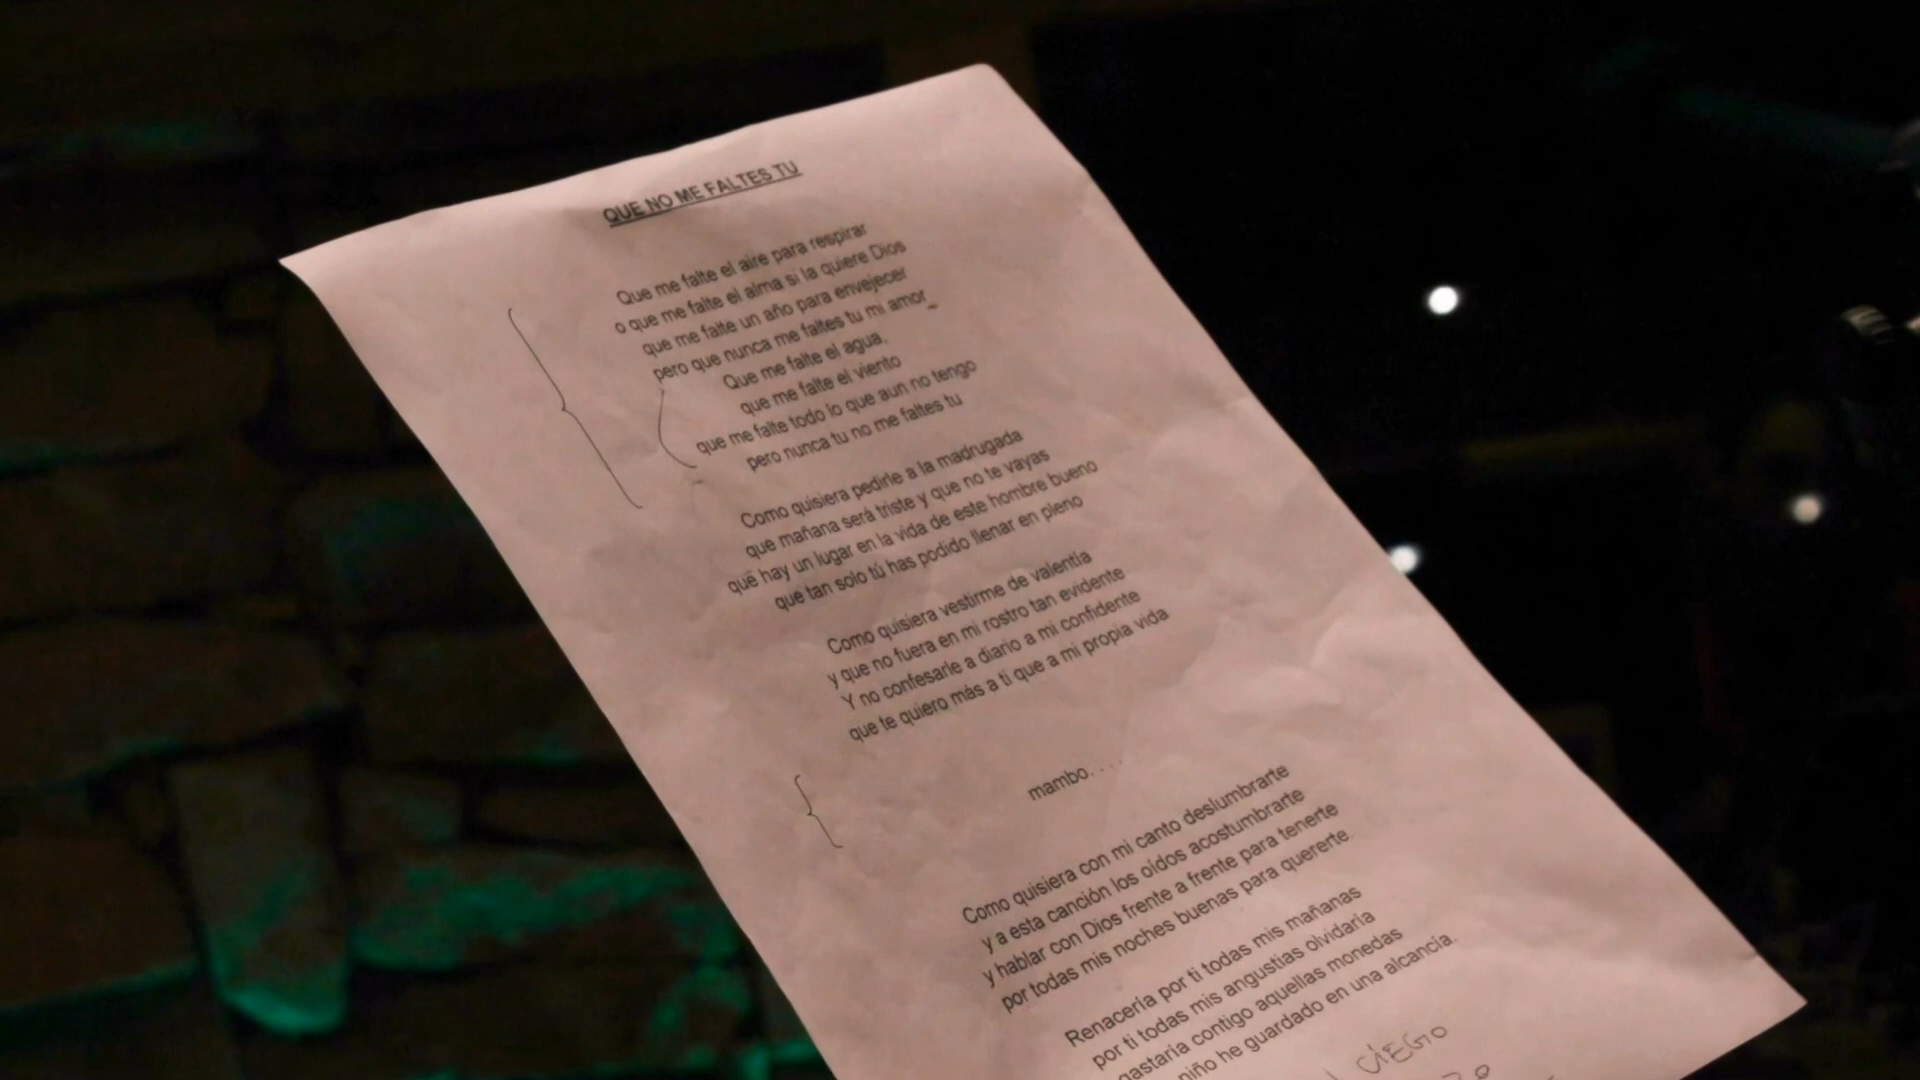 QUE NO ME FALTES TU
Que me falte el aire para respirar
o que me falte el alma si la quiere Dios
que me falte un año para envejecer
pero que nunca me faltes tu mi amor
Que me falte el agua,
que me falte el viento
que me falte todo lo que aun no tengo
pero nunca tu no me faltes tu
Como quisiera pedirle a la madrugada
que mañana será triste y que no te vayas
que hay un lugar en la vida de este hombre bueno
que tan solo tú has podido llenar en pleno
Como quisiera vestirme de valentía
y que no fuera en mi rostro tan evidente
Y no confesarle a diario a mi confidente
que te quiero más a ti que a mi propia vida
mambo. . . .
Como quisiera con mi canto deslumbrarte
y a esta canción los oídos acostumbrarte
y hablar con Dios frente a frente para tenerte
por todas mis noches buenas para quererte.
Renacería por ti todas mis mañanas
por ti todas mis angustias olvidaría
gastaría contigo aquellas monedas
niño he guardado en una alcancía.
CIEGO